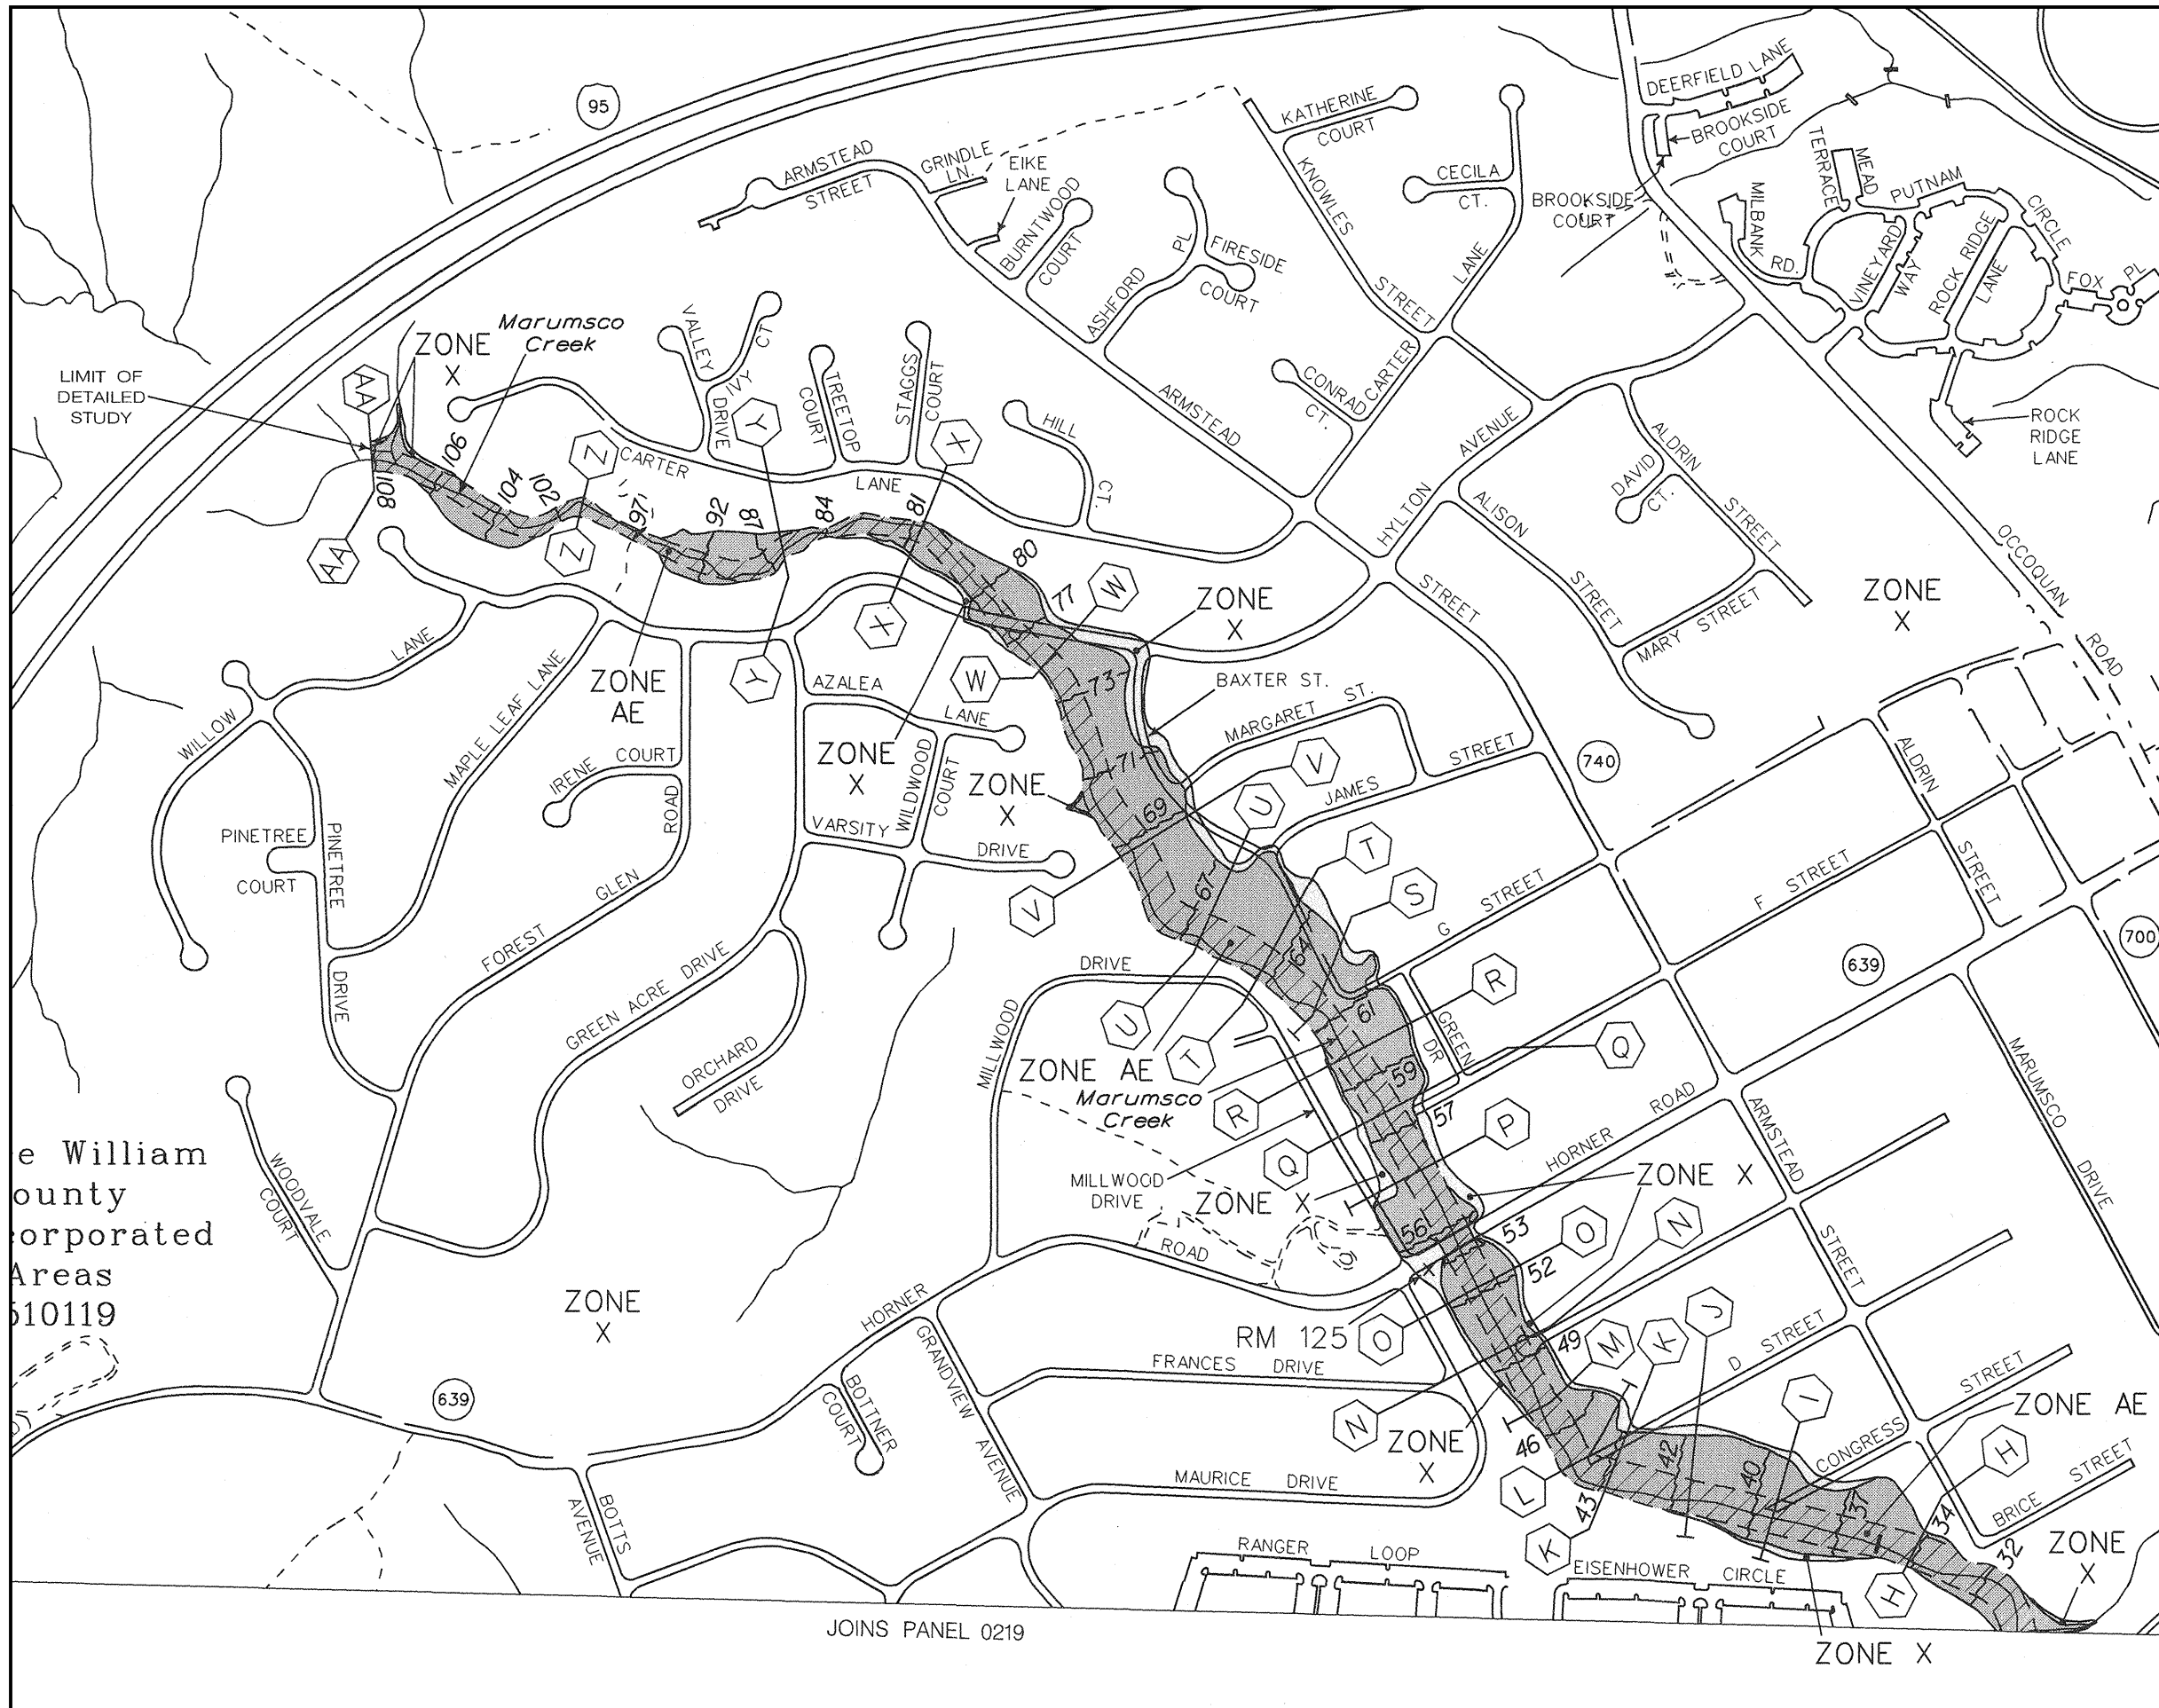 95
DEERFIELD LANE
BROOKSIDE
COURT
KATHERINE
COURT
ARMSTEAD
STREET
GRINDLE
LN.
EIKE
LANE
BURNTWOOD
COURT
KNOWLES
STREET
CECILA
CT.
LANE
BROOKSIDE
COURT
TERRACE
MEAD
PUTNAM
CIRCLE
MILBANK
RD.
VINEYARD
WAY
ROCK RIDGE
LANE
FOX PL
PL
FIRESIDE
COURT
ASHFORD
Marumsco
Creek
ZONE
X
LIMIT OF
DETAILED
STUDY
AA
VALLEY
DRIVE
IVY
CT
TREETOP
COURT
STAGGS
COURT
Y
X
Z
HILL
CT.
ARMSTEAD
CONRAD
CT.
CARTER
AVENUE
HYLTON
ALDRIN
STREET
DAVID
CT.
ALISON
STREET
MARY STREET
ROCK
RIDGE
LANE
OCCOQUAN
ROAD
CARTER
LANE
108
106
104
102
97
92
87
84
81
80
77
AA
Z
X
W
W
Y
ZONE
X
STREET
ZONE
X
LANE
WILLOW
MAPLE LEAF LANE
ZONE
AE
AZALEA
LANE
ZONE
X
WILDWOOD
COURT
ZONE
X
73
71
69
67
64
61
59
57
56
53
52
49
46
43
42
40
37
34
32
BAXTER ST.
MARGARET ST.
JAMES
STREET
740
IRENE COURT
ROAD
VARSITY
DRIVE
PINETREE
COURT
PINETREE
DRIVE
FOREST GLEN
GREEN ACRE DRIVE
ORCHARD
DRIVE
V
U
T
S
V
G STREET
F STREET
ALDRIN
STREET
639
700
R
Q
P
DRIVE
MILLWOOD
U
T
ZONE AE
Marumsco
Creek
R
Q
GREEN
DR
HORNER
ROAD
ARMSTEAD
STREET
MARUMSCO
DRIVE
MILLWOOD
DRIVE
ZONE X
ZONE X
ROAD
O
N
e William
ounty
corporated
Areas
510119
WOODVALE
COURT
ZONE
X
HORNER
RM 125
O
M
K
J
I
FRANCES DRIVE
GRANDVIEW
AVENUE
BOTTNER
COURT
639
N
ZONE
X
D STREET
STREET
CONGRESS
ZONE AE
H
BRICE STREET
MAURICE DRIVE
L
K
BOTTS
AVENUE
RANGER LOOP
EISENHOWER CIRCLE
H
ZONE
X
JOINS PANEL 0219
ZONE X